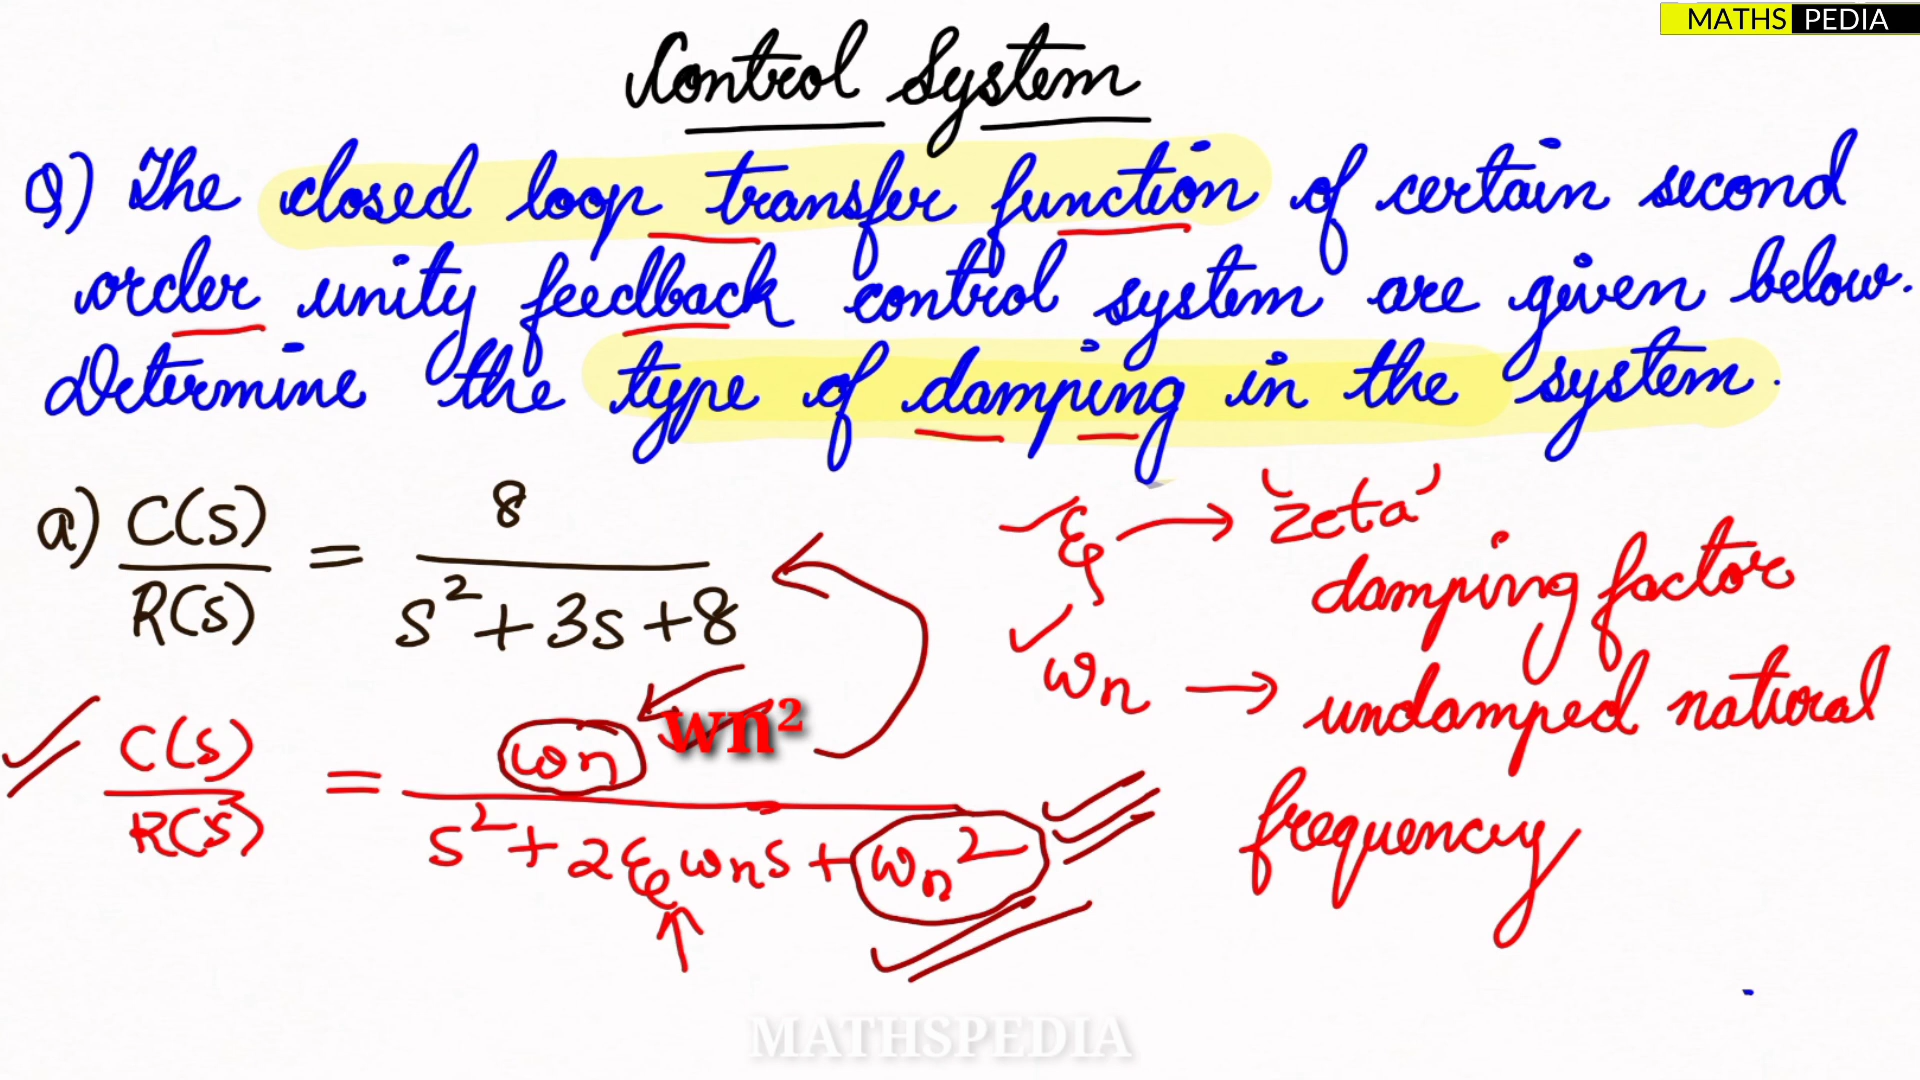 MATHS PEDIA
Control System
Q) The closed loop transfer function of certain second
order unity feedback control system are given below.
Determine the type of damping in the system.
a) C(S)/R(S) = 8/(s² + 3s + 8)
ξ → 'zeta'
damping factor
ωn → undamped natural
frequency
C(S)/R(S) = ωn/(s² + 2ξωns + ωn²)
wn²
MATHSPEDIA